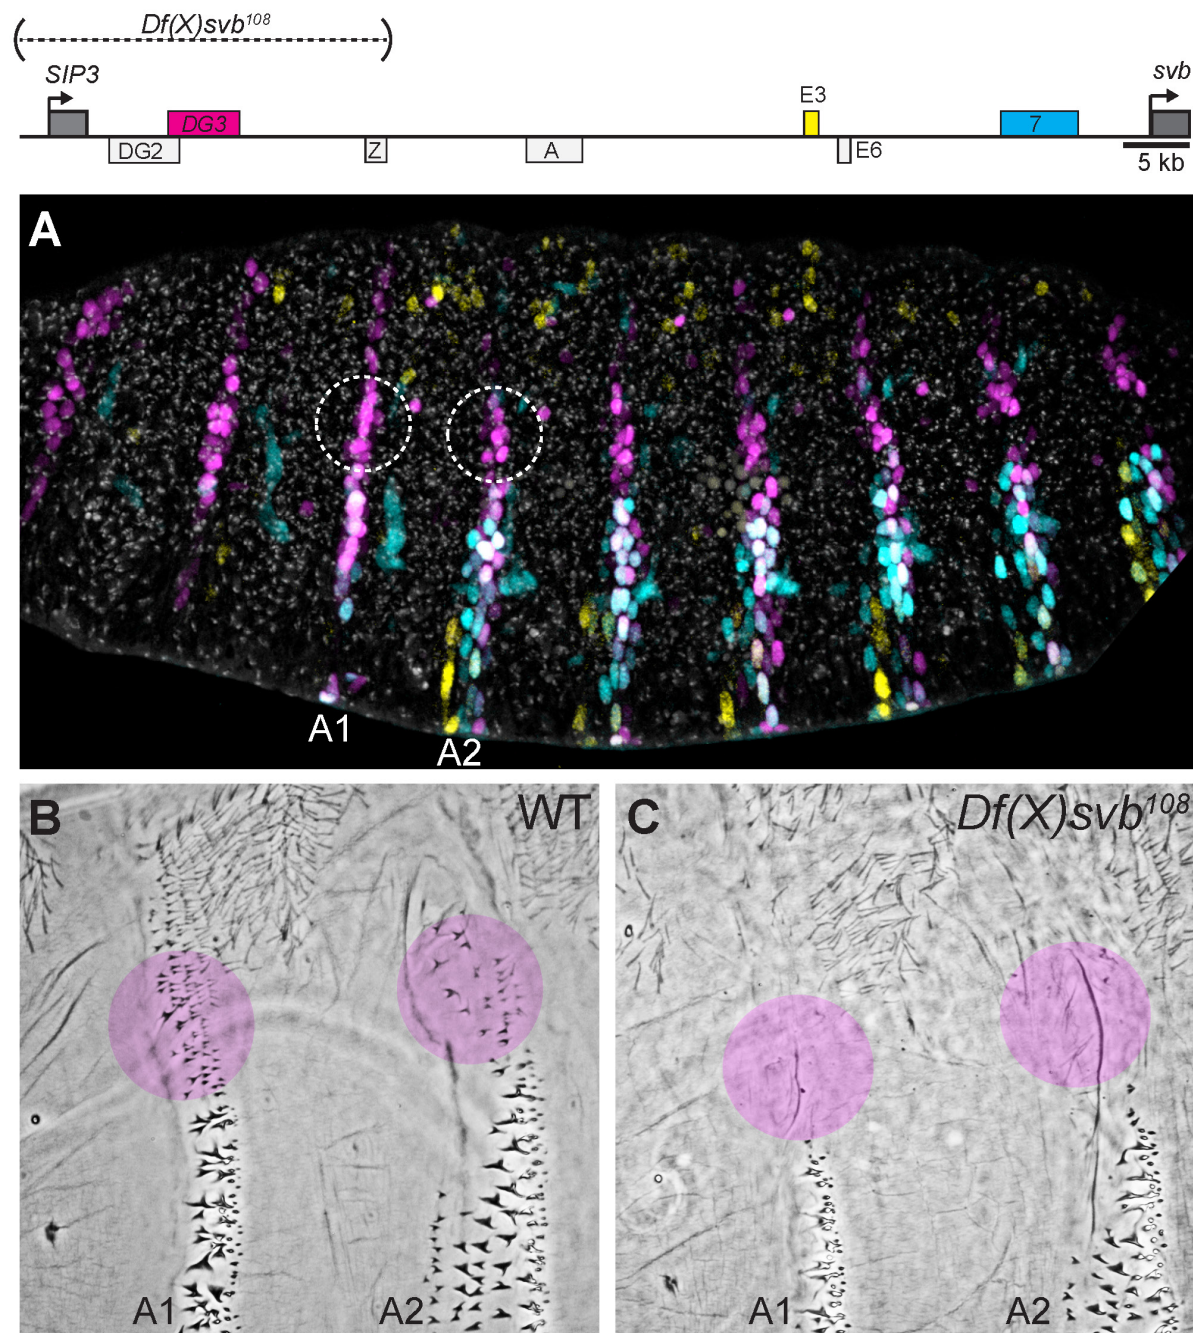 Df(X)svb¹⁰⁸
SIP3
svb
E3
DG3
7
DG2
Z
A
E6
5 kb
A
A1
A2
B
WT
A1
A2
C
Df(X)svb¹⁰⁸
A1
A2